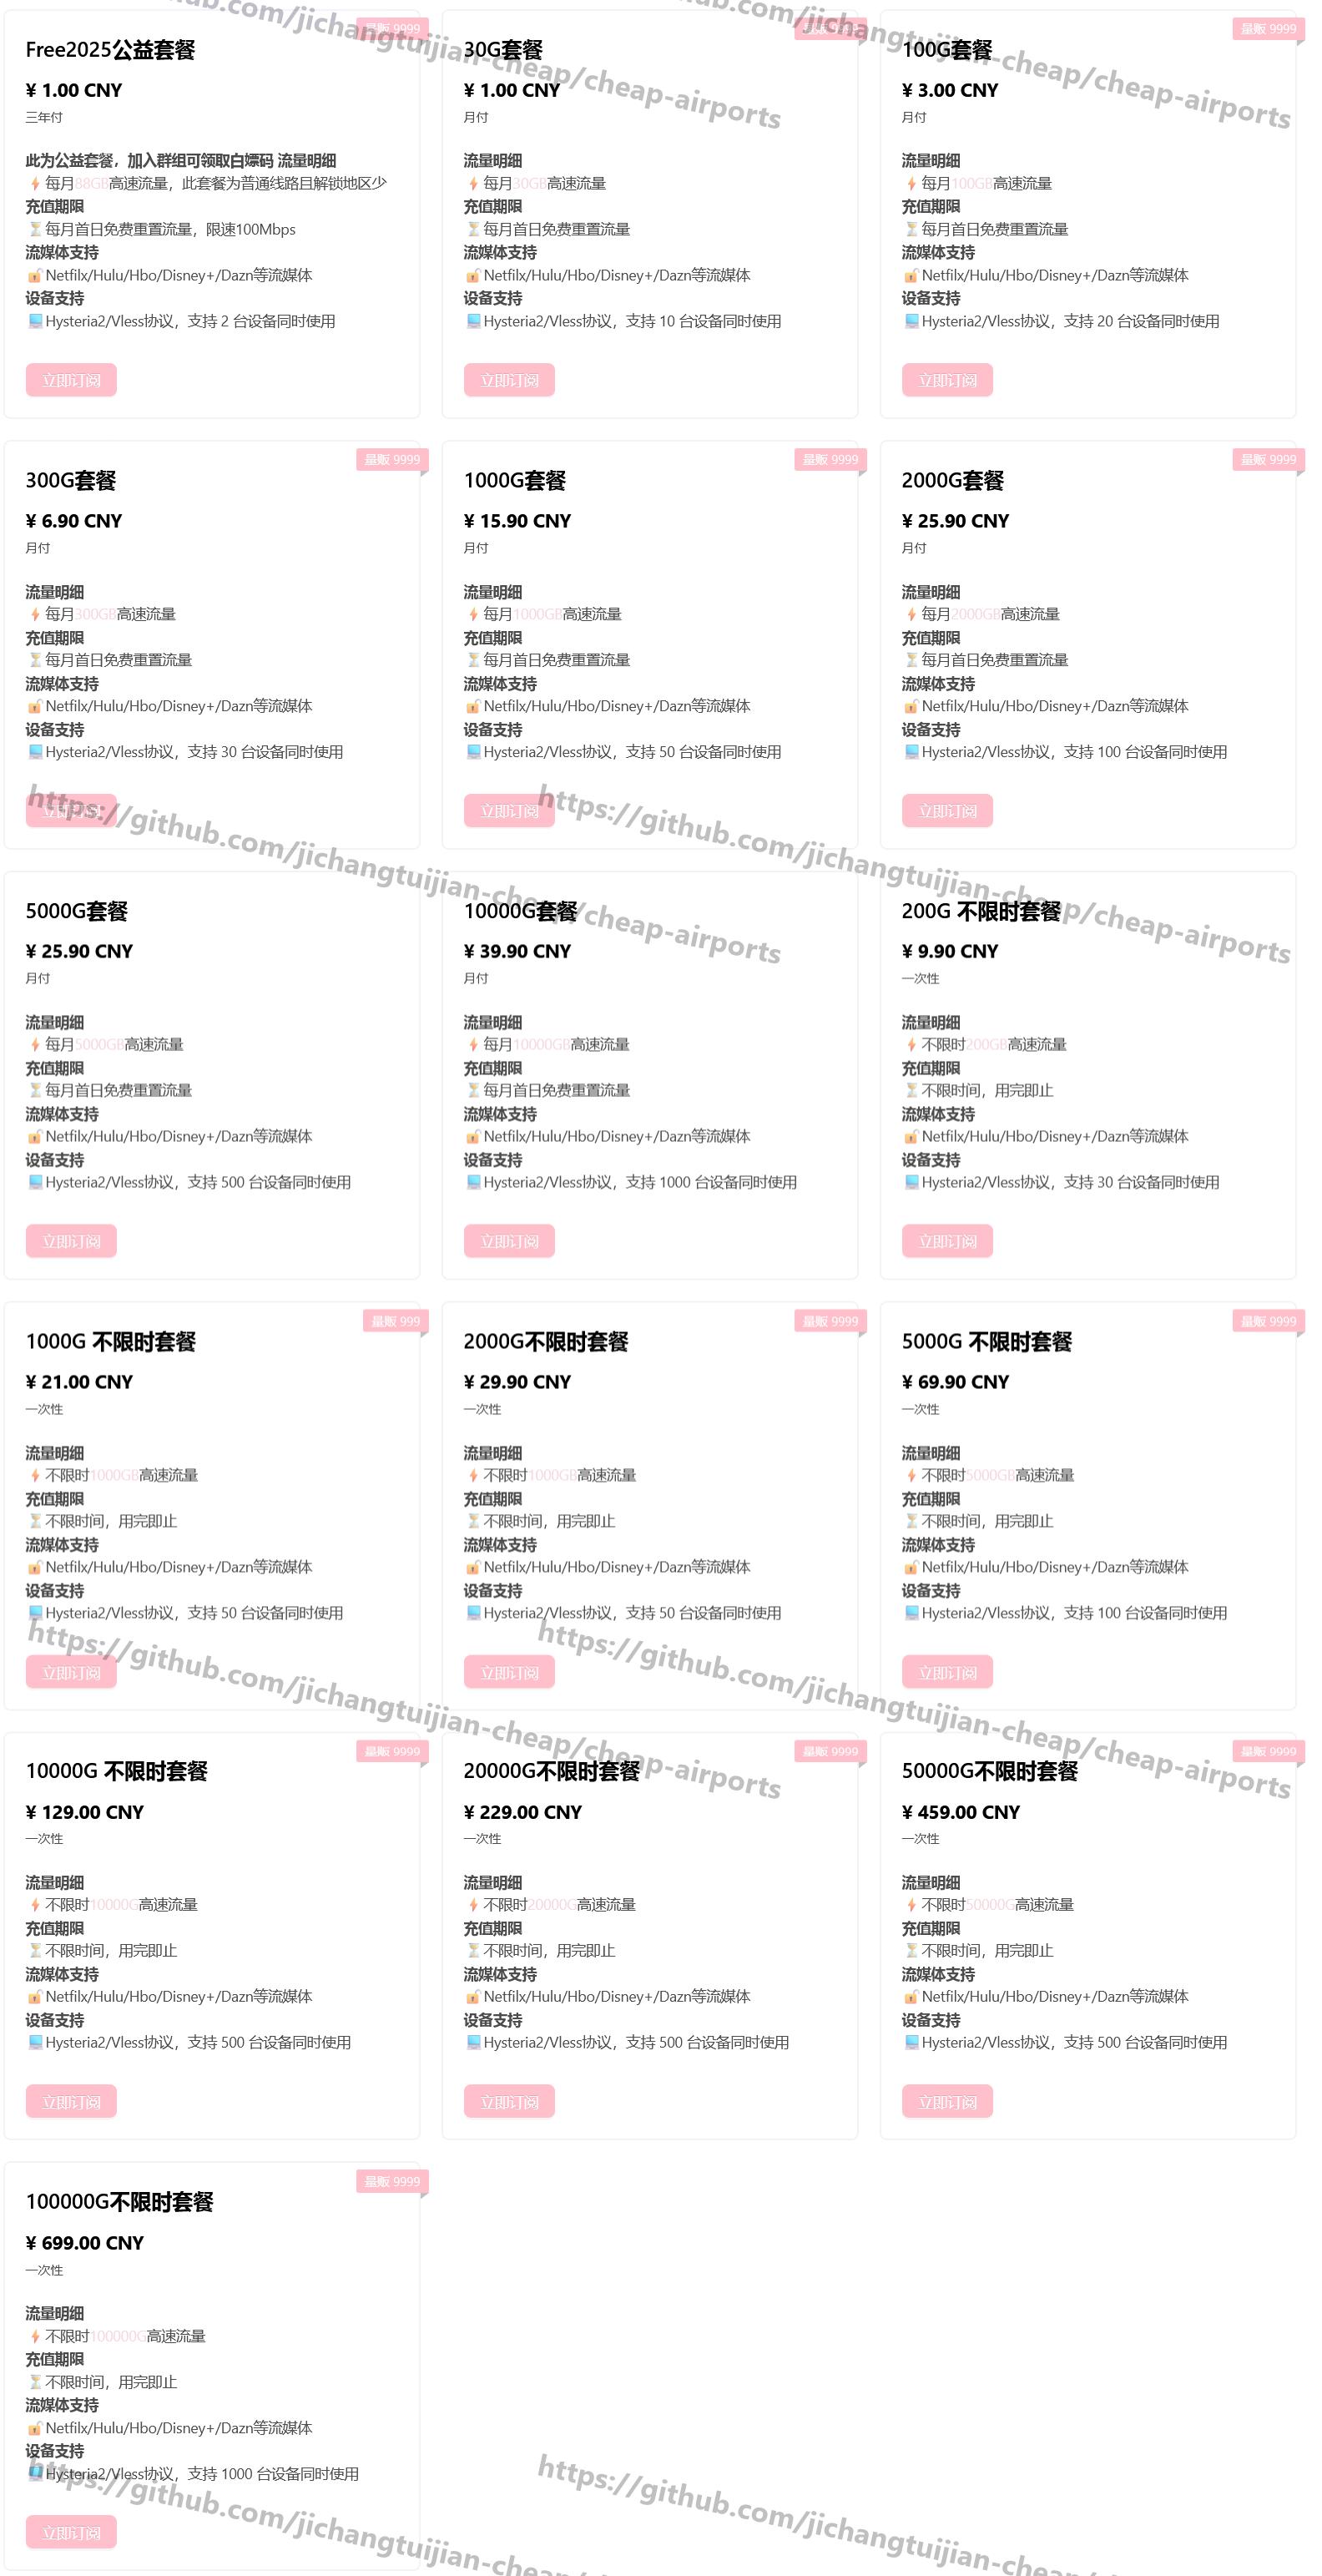 量贩 9999
Free2025公益套餐
¥ 1.00 CNY
三年付
此为公益套餐，加入群组可领取白嫖码 流量明细
⚡每月88GB高速流量，此套餐为普通线路且解锁地区少
充值期限
⏳每月首日免费重置流量，限速100Mbps
流媒体支持
🔓Netfilx/Hulu/Hbo/Disney+/Dazn等流媒体
设备支持
💻Hysteria2/Vless协议，支持 2 台设备同时使用
立即订阅
量贩 9999
30G套餐
¥ 1.00 CNY
月付
流量明细
⚡每月30GB高速流量
充值期限
⏳每月首日免费重置流量
流媒体支持
🔓Netfilx/Hulu/Hbo/Disney+/Dazn等流媒体
设备支持
💻Hysteria2/Vless协议，支持 10 台设备同时使用
立即订阅
量贩 9999
100G套餐
¥ 3.00 CNY
月付
流量明细
⚡每月100GB高速流量
充值期限
⏳每月首日免费重置流量
流媒体支持
🔓Netfilx/Hulu/Hbo/Disney+/Dazn等流媒体
设备支持
💻Hysteria2/Vless协议，支持 20 台设备同时使用
立即订阅
量贩 9999
300G套餐
¥ 6.90 CNY
月付
流量明细
⚡每月300GB高速流量
充值期限
⏳每月首日免费重置流量
流媒体支持
🔓Netfilx/Hulu/Hbo/Disney+/Dazn等流媒体
设备支持
💻Hysteria2/Vless协议，支持 30 台设备同时使用
立即订阅
量贩 9999
1000G套餐
¥ 15.90 CNY
月付
流量明细
⚡每月1000GB高速流量
充值期限
⏳每月首日免费重置流量
流媒体支持
🔓Netfilx/Hulu/Hbo/Disney+/Dazn等流媒体
设备支持
💻Hysteria2/Vless协议，支持 50 台设备同时使用
立即订阅
量贩 9999
2000G套餐
¥ 25.90 CNY
月付
流量明细
⚡每月2000GB高速流量
充值期限
⏳每月首日免费重置流量
流媒体支持
🔓Netfilx/Hulu/Hbo/Disney+/Dazn等流媒体
设备支持
💻Hysteria2/Vless协议，支持 100 台设备同时使用
立即订阅
5000G套餐
¥ 25.90 CNY
月付
流量明细
⚡每月5000GB高速流量
充值期限
⏳每月首日免费重置流量
流媒体支持
🔓Netfilx/Hulu/Hbo/Disney+/Dazn等流媒体
设备支持
💻Hysteria2/Vless协议，支持 500 台设备同时使用
立即订阅
10000G套餐
¥ 39.90 CNY
月付
流量明细
⚡每月10000GB高速流量
充值期限
⏳每月首日免费重置流量
流媒体支持
🔓Netfilx/Hulu/Hbo/Disney+/Dazn等流媒体
设备支持
💻Hysteria2/Vless协议，支持 1000 台设备同时使用
立即订阅
200G 不限时套餐
¥ 9.90 CNY
一次性
流量明细
⚡不限时200GB高速流量
充值期限
⏳不限时间，用完即止
流媒体支持
🔓Netfilx/Hulu/Hbo/Disney+/Dazn等流媒体
设备支持
💻Hysteria2/Vless协议，支持 30 台设备同时使用
立即订阅
量贩 999
1000G 不限时套餐
¥ 21.00 CNY
一次性
流量明细
⚡不限时1000GB高速流量
充值期限
⏳不限时间，用完即止
流媒体支持
🔓Netfilx/Hulu/Hbo/Disney+/Dazn等流媒体
设备支持
💻Hysteria2/Vless协议，支持 50 台设备同时使用
立即订阅
量贩 9999
2000G不限时套餐
¥ 29.90 CNY
一次性
流量明细
⚡不限时1000GB高速流量
充值期限
⏳不限时间，用完即止
流媒体支持
🔓Netfilx/Hulu/Hbo/Disney+/Dazn等流媒体
设备支持
💻Hysteria2/Vless协议，支持 50 台设备同时使用
立即订阅
量贩 9999
5000G 不限时套餐
¥ 69.90 CNY
一次性
流量明细
⚡不限时5000GB高速流量
充值期限
⏳不限时间，用完即止
流媒体支持
🔓Netfilx/Hulu/Hbo/Disney+/Dazn等流媒体
设备支持
💻Hysteria2/Vless协议，支持 100 台设备同时使用
立即订阅
量贩 9999
10000G 不限时套餐
¥ 129.00 CNY
一次性
流量明细
⚡不限时10000G高速流量
充值期限
⏳不限时间，用完即止
流媒体支持
🔓Netfilx/Hulu/Hbo/Disney+/Dazn等流媒体
设备支持
💻Hysteria2/Vless协议，支持 500 台设备同时使用
立即订阅
量贩 9999
20000G不限时套餐
¥ 229.00 CNY
一次性
流量明细
⚡不限时20000G高速流量
充值期限
⏳不限时间，用完即止
流媒体支持
🔓Netfilx/Hulu/Hbo/Disney+/Dazn等流媒体
设备支持
💻Hysteria2/Vless协议，支持 500 台设备同时使用
立即订阅
量贩 9999
50000G不限时套餐
¥ 459.00 CNY
一次性
流量明细
⚡不限时50000G高速流量
充值期限
⏳不限时间，用完即止
流媒体支持
🔓Netfilx/Hulu/Hbo/Disney+/Dazn等流媒体
设备支持
💻Hysteria2/Vless协议，支持 500 台设备同时使用
立即订阅
量贩 9999
100000G不限时套餐
¥ 699.00 CNY
一次性
流量明细
⚡不限时100000G高速流量
充值期限
⏳不限时间，用完即止
流媒体支持
🔓Netfilx/Hulu/Hbo/Disney+/Dazn等流媒体
设备支持
💻Hysteria2/Vless协议，支持 1000 台设备同时使用
立即订阅
hub.com/jichangtuijian-cheap/cheap-airports
hub.com/jichangtuijian-cheap/cheap-airports
https://github.com/jichangtuijian-cheap/cheap-airports
https://github.com/jichangtuijian-cheap/cheap-airports
https://github.com/jichangtuijian-cheap/cheap-airports
https://github.com/jichangtuijian-cheap/cheap-airports
https://github.com/jichangtuijian-cheap/
https://github.com/jichangtuijian-cheap/